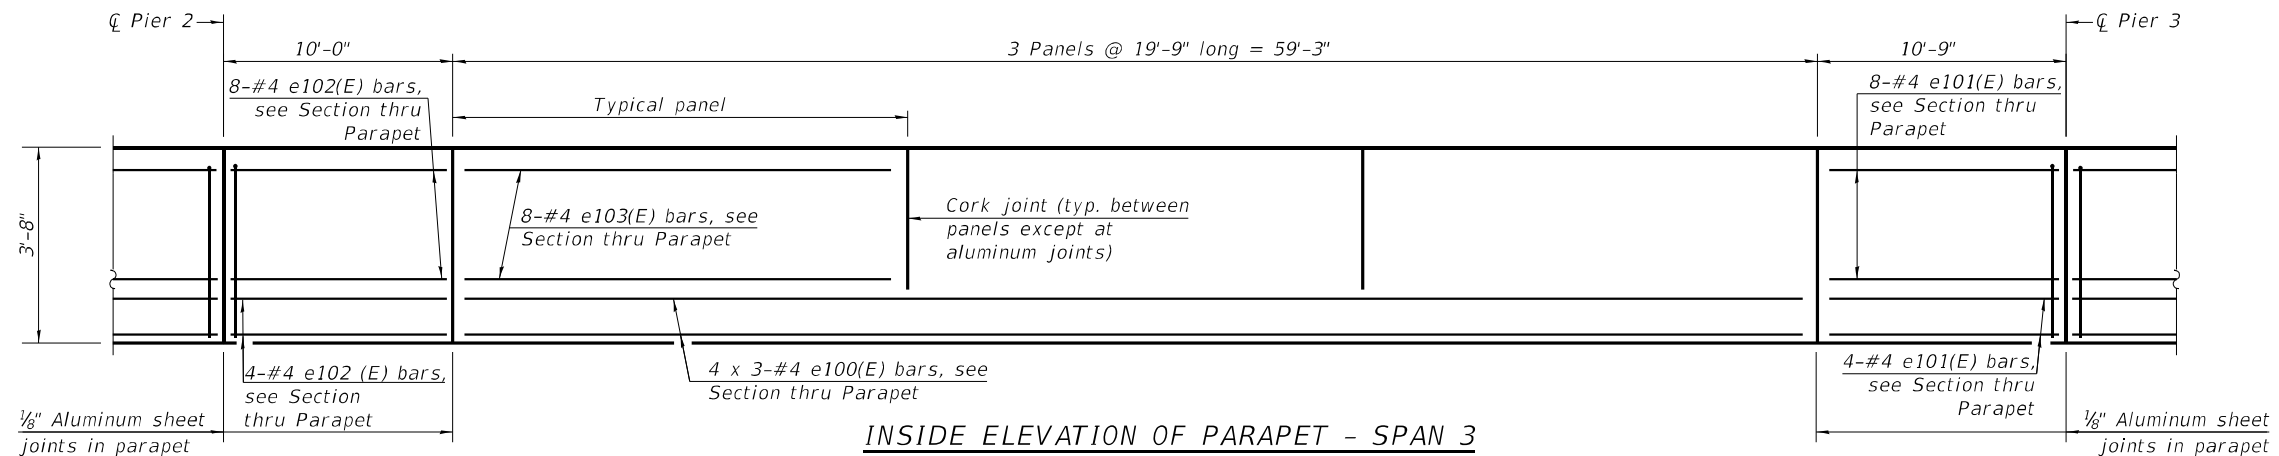 ℄ Pier 2
℄ Pier 3
10'-0"
3 Panels @ 19'-9" long = 59'-3"
10'-9"
8-#4 e102(E) bars,
see Section thru
Parapet
Typical panel
8-#4 e101(E) bars,
see Section thru
Parapet
3'-8"
8-#4 e103(E) bars, see
Section thru Parapet
Cork joint (typ. between
panels except at
aluminum joints)
4-#4 e102 (E) bars,
see Section
thru Parapet
4 x 3-#4 e100(E) bars, see
Section thru Parapet
4-#4 e101(E) bars,
see Section thru
Parapet
⅛" Aluminum sheet
joints in parapet
INSIDE ELEVATION OF PARAPET - SPAN 3
⅛" Aluminum sheet
joints in parapet